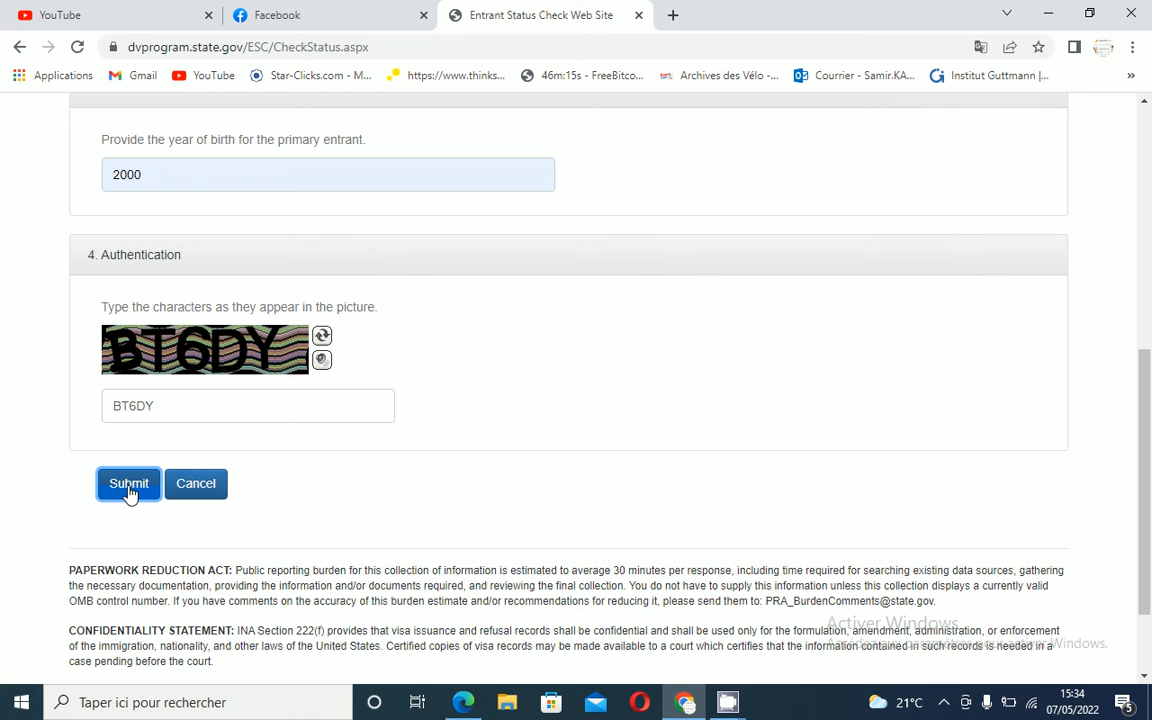 YouTube
Facebook
Entrant Status Check Web Site
dvprogram.state.gov/ESC/CheckStatus.aspx
Applications
Gmail
YouTube
Star-Clicks.com - M...
https://www.thinks...
46m:15s - FreeBitco...
Archives des Vélo -...
Courrier - Samir.KA...
Institut Guttmann |...
»
Provide the year of birth for the primary entrant.
2000
4. Authentication
Type the characters as they appear in the picture.
BT6DY
BT6DY
Submit Cancel
PAPERWORK REDUCTION ACT: Public reporting burden for this collection of information is estimated to average 30 minutes per response, including time required for searching existing data sources, gathering
the necessary documentation, providing the information and/or documents required, and reviewing the final collection. You do not have to supply this information unless this collection displays a currently valid
OMB control number. If you have comments on the accuracy of this burden estimate and/or recommendations for reducing it, please send them to: PRA_BurdenComments@state.gov.
CONFIDENTIALITY STATEMENT: INA Section 222(f) provides that visa issuance and refusal records shall be confidential and shall be used only for the formulation, amendment, administration, or enforcement
of the immigration, nationality, and other laws of the United States. Certified copies of visa records may be made available to a court which certifies that the information contained in such records is needed in a
case pending before the court.
Activer Windows
Accédez aux paramètres pour activer Windows.
Taper ici pour rechercher
21°C
15:34
07/05/2022
5